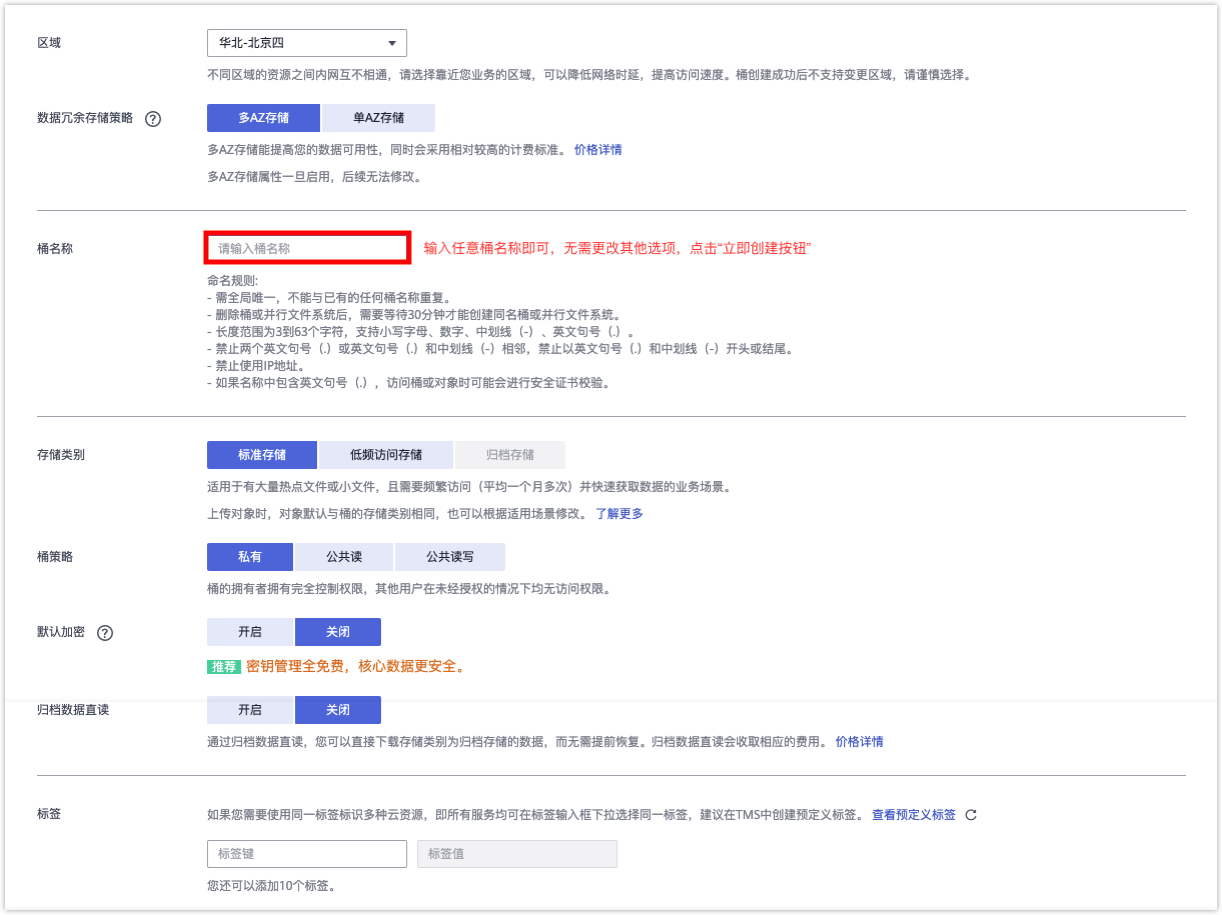 区域 华北-北京四
不同区域的资源之间内网互不相通，请选择靠近您业务的区域，可以降低网络时延，提高访问速度。桶创建成功后不支持变更区域，请谨慎选择。
数据冗余存储策略 ? 多AZ存储 单AZ存储
多AZ存储能提高您的数据可用性，同时会采用相对较高的计费标准。 价格详情
多AZ存储属性一旦启用，后续无法修改。
桶名称 请输入桶名称 输入任意桶名称即可，无需更改其他选项，点击“立即创建按钮”
命名规则:
- 需全局唯一，不能与已有的任何桶名称重复。
- 删除桶或并行文件系统后，需要等待30分钟才能创建同名桶或并行文件系统。
- 长度范围为3到63个字符，支持小写字母、数字、中划线（-）、英文句号（.）。
- 禁止两个英文句号（.）或英文句号（.）和中划线（-）相邻，禁止以英文句号（.）和中划线（-）开头或结尾。
- 禁止使用IP地址。
- 如果名称中包含英文句号（.），访问桶或对象时可能会进行安全证书校验。
存储类别 标准存储 低频访问存储 归档存储
适用于有大量热点文件或小文件，且需要频繁访问（平均一个月多次）并快速获取数据的业务场景。
上传对象时，对象默认与桶的存储类别相同，也可以根据适用场景修改。 了解更多
桶策略 私有 公共读 公共读写
桶的拥有者拥有完全控制权限，其他用户在未经授权的情况下均无访问权限。
默认加密 ? 开启 关闭
推荐 密钥管理全免费，核心数据更安全。
归档数据直读 开启 关闭
通过归档数据直读，您可以直接下载存储类别为归档存储的数据，而无需提前恢复。归档数据直读会收取相应的费用。 价格详情
标签 如果您需要使用同一标签标识多种云资源，即所有服务均可在标签输入框下拉选择同一标签，建议在TMS中创建预定义标签。 查看预定义标签
标签键 标签值
您还可以添加10个标签。